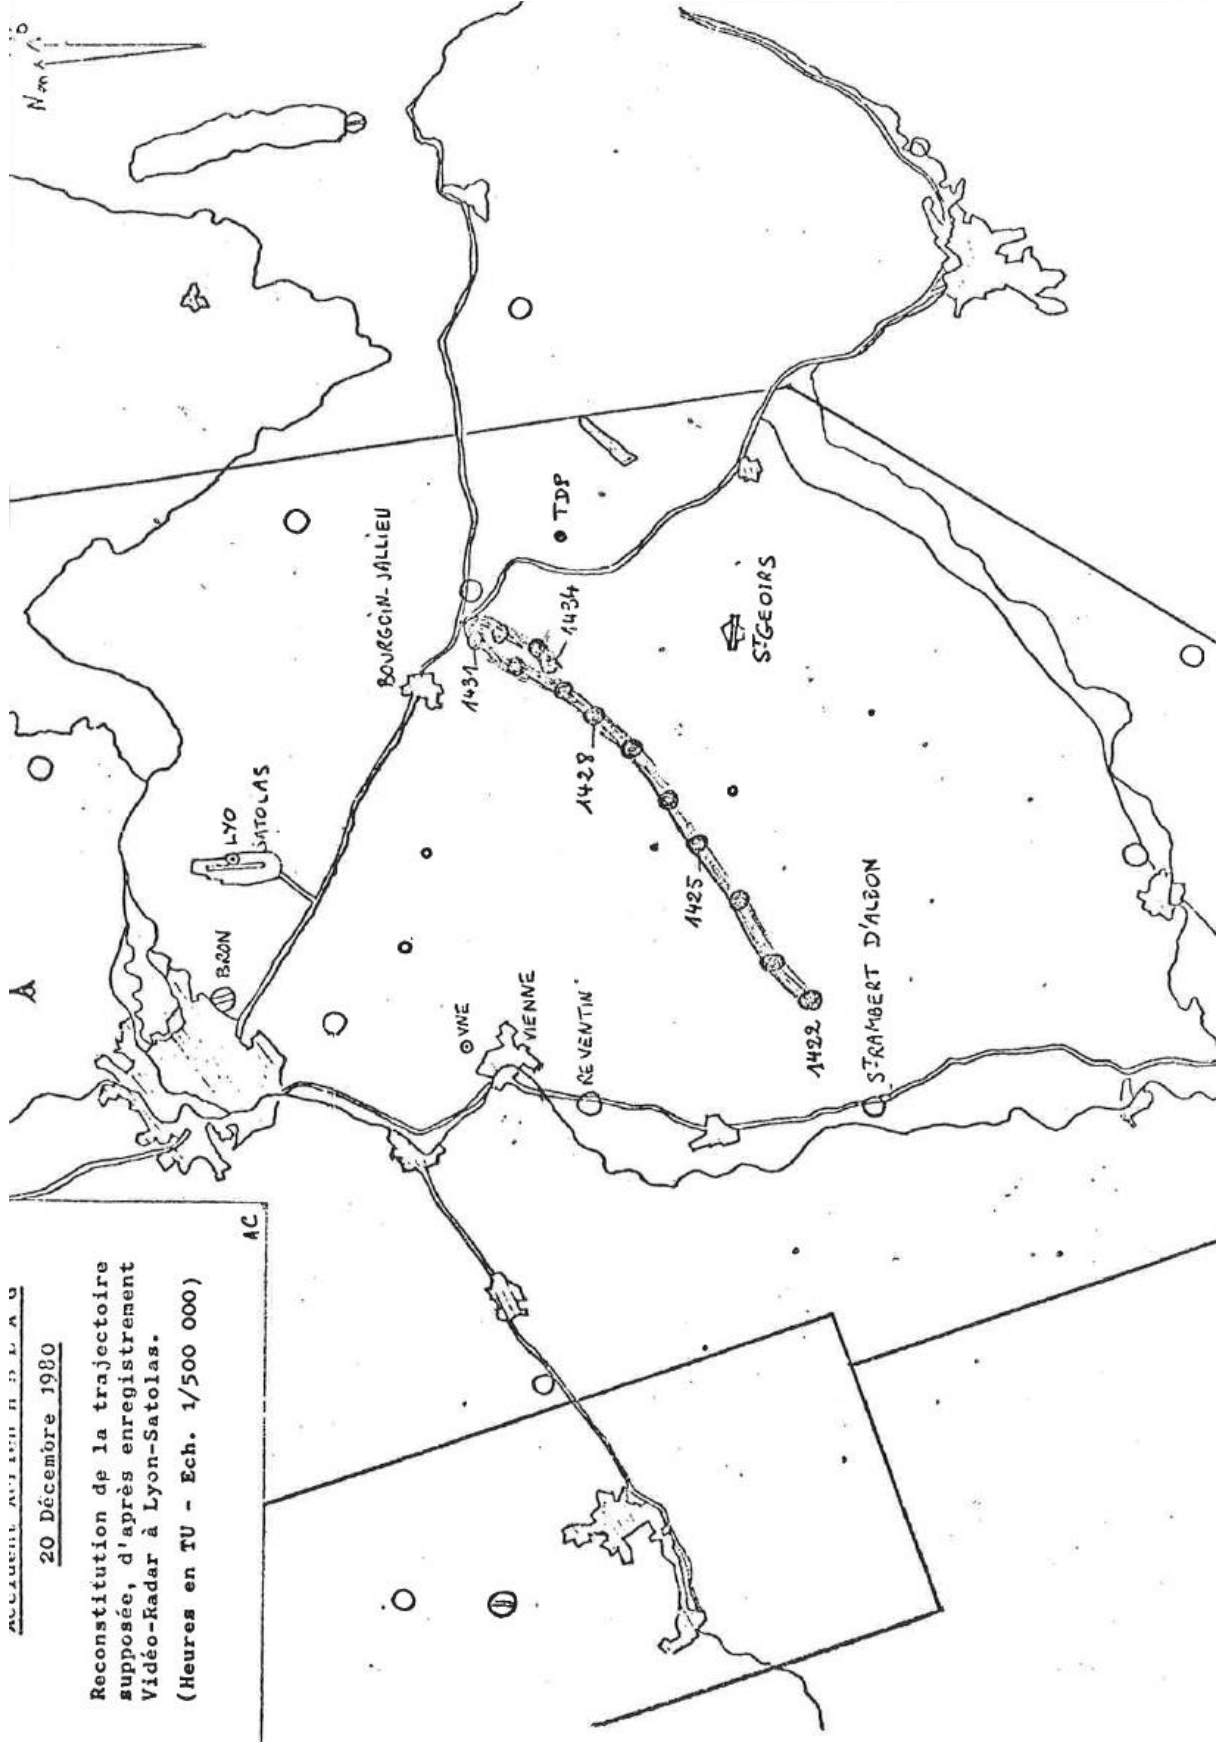 20 Décembre 1980
Reconstitution de la trajectoire
supposée, d'après enregistrement
Vidéo-Radar à Lyon-Satolas.
(Heures en TU - Ech. 1/500 000)
AC
BRON
LYO
SATOLAS
BOURGOIN-JALLIEU
VNE
VIENNE
REVENTIN
1431
1434
TDP
1428
1425
1422
ST GEOIRS
ST RAMBERT D'ALBON